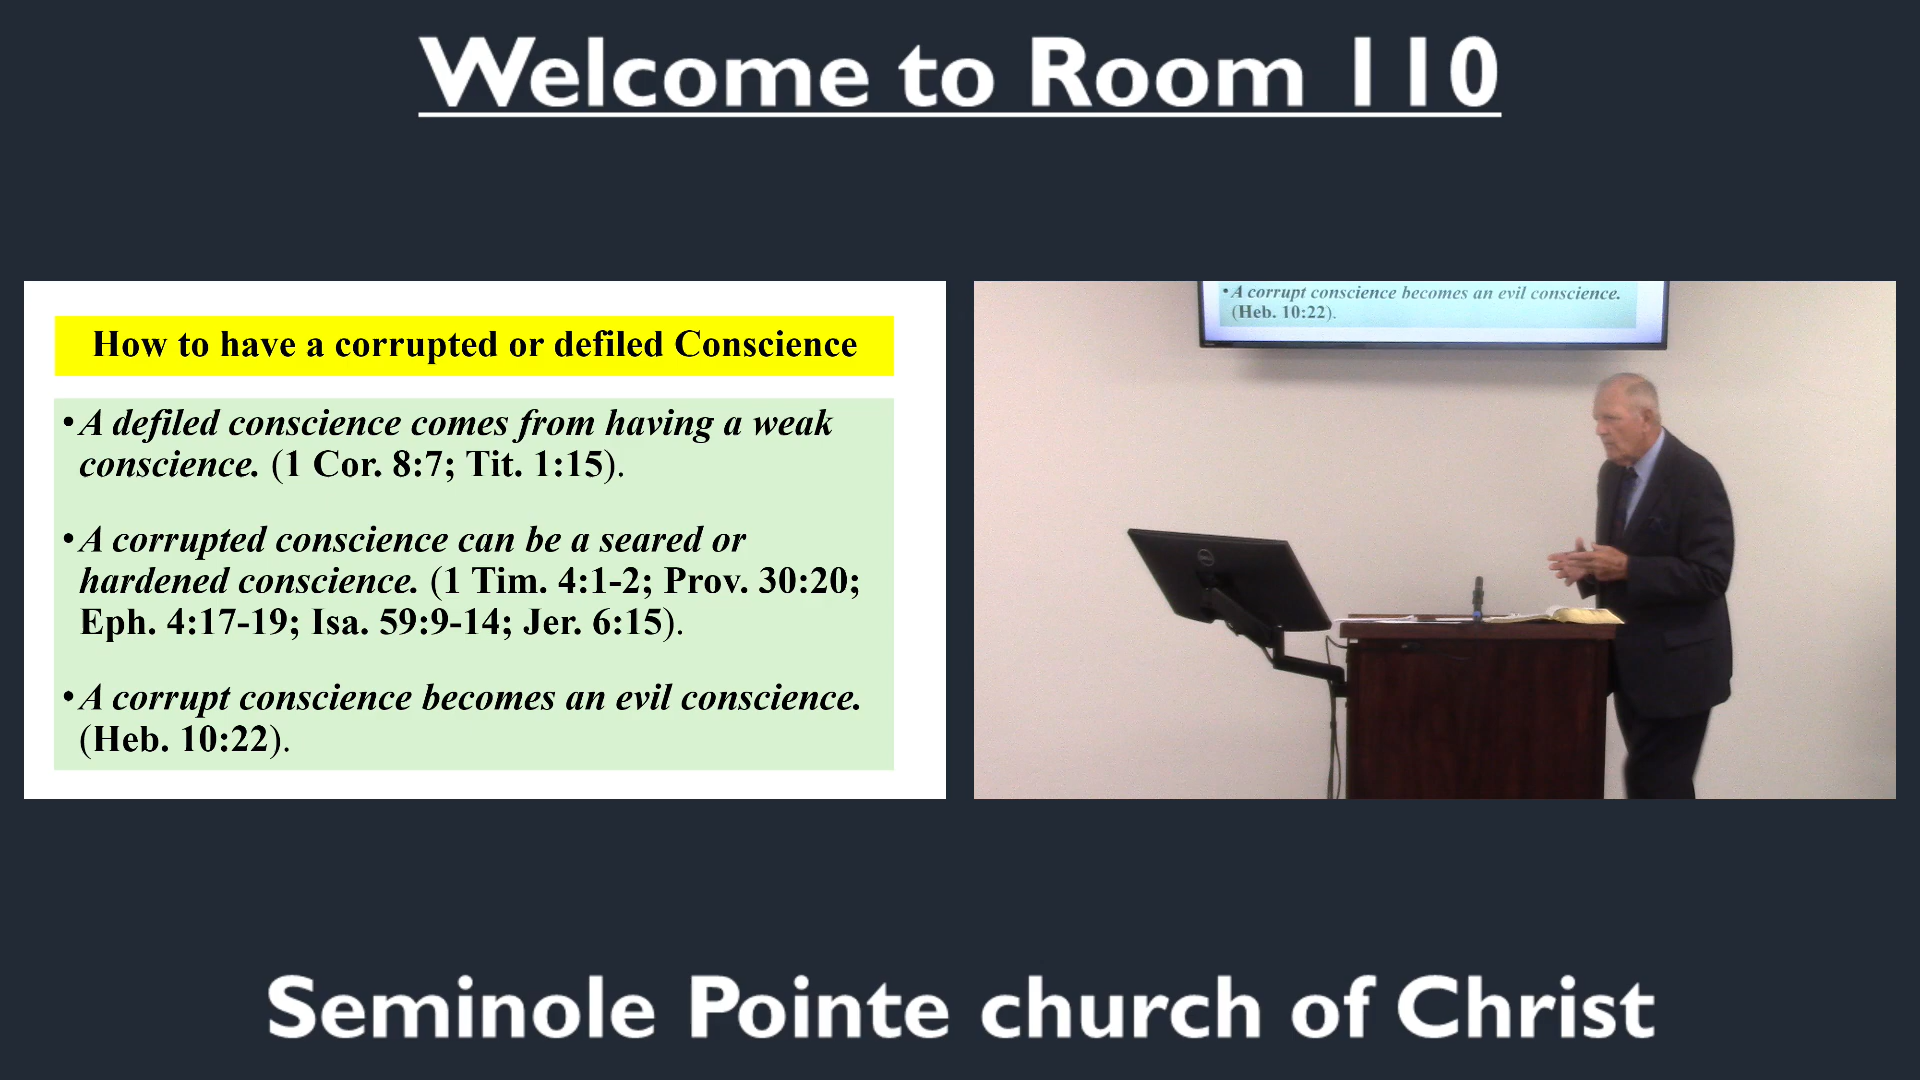 Welcome to Room 110
How to have a corrupted or defiled Conscience
• A defiled conscience comes from having a weak
conscience. (1 Cor. 8:7; Tit. 1:15).
• A corrupted conscience can be a seared or
hardened conscience. (1 Tim. 4:1-2; Prov. 30:20;
Eph. 4:17-19; Isa. 59:9-14; Jer. 6:15).
• A corrupt conscience becomes an evil conscience.
(Heb. 10:22).
• A corrupt conscience becomes an evil conscience.
(Heb. 10:22).
DELL
Seminole Pointe church of Christ